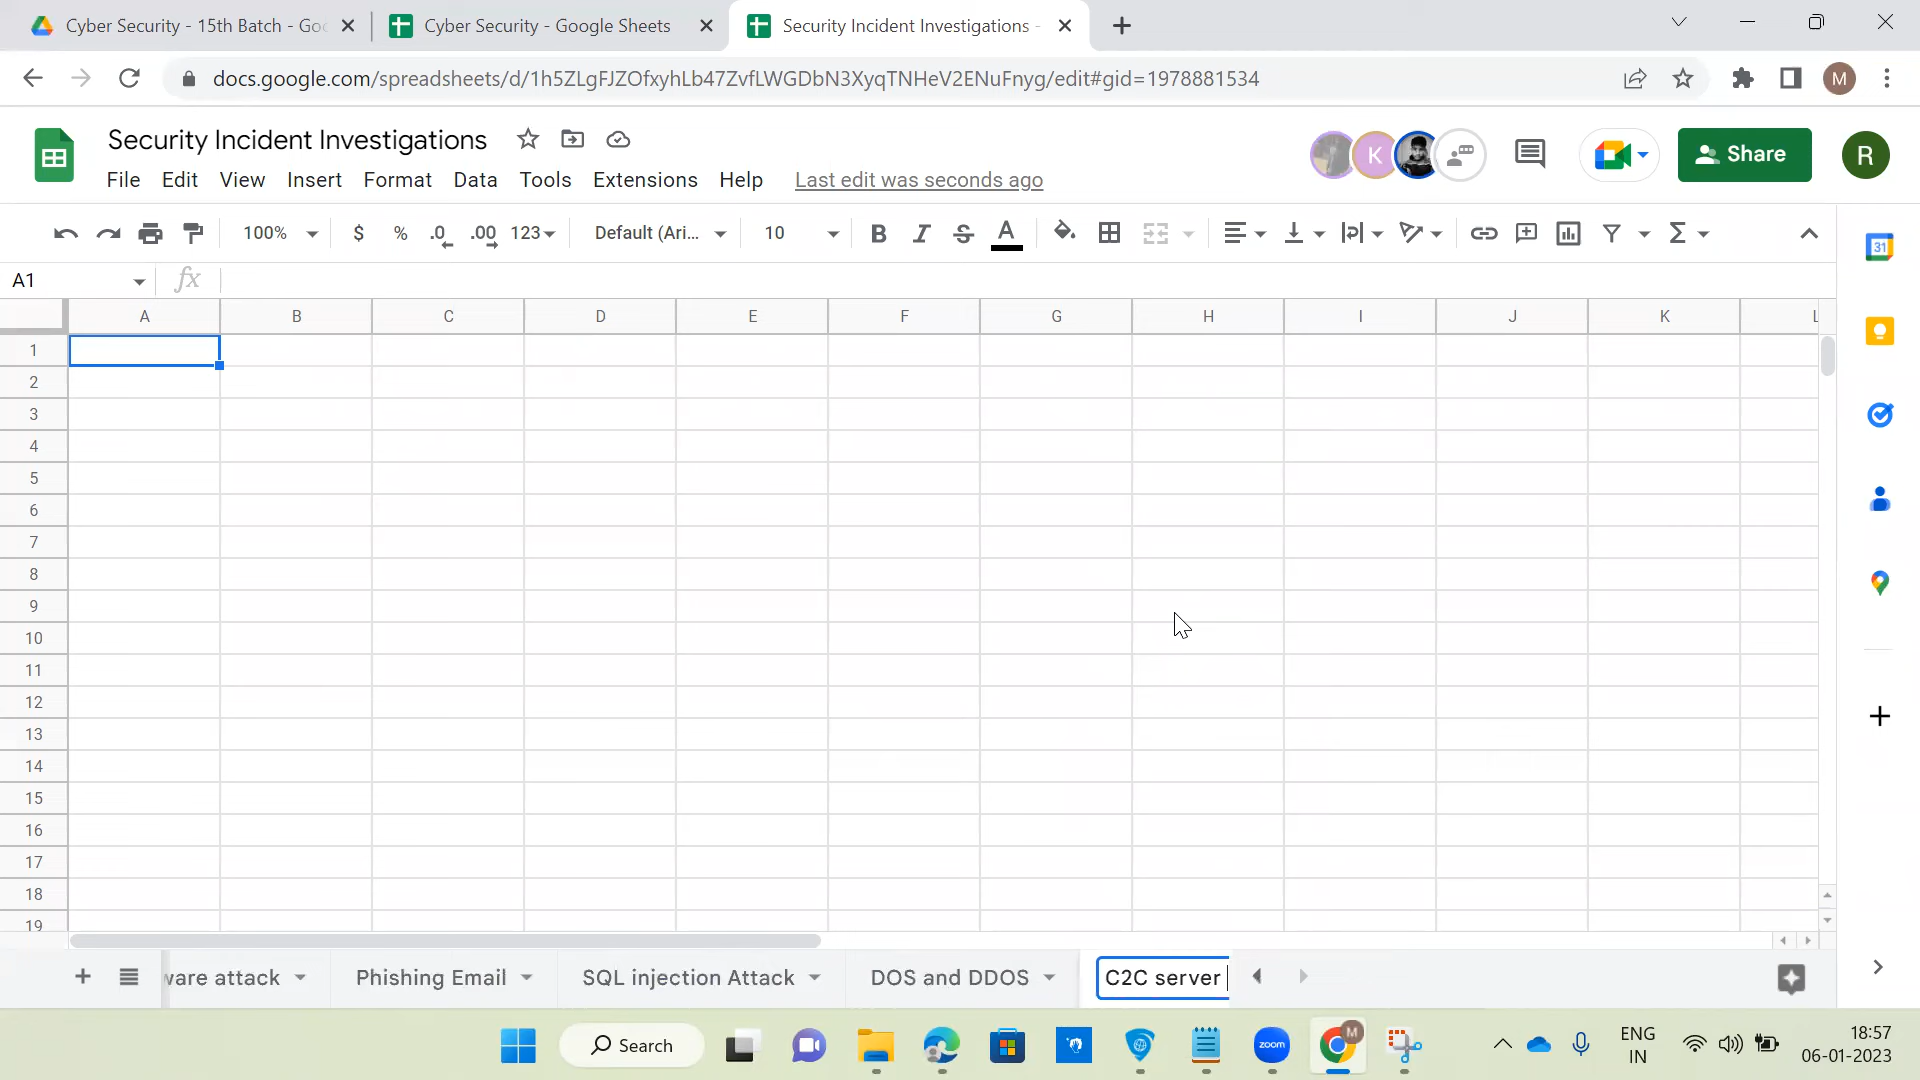 Cyber Security - 15th Batch - Goo
Cyber Security - Google Sheets
Security Incident Investigations -
docs.google.com/spreadsheets/d/1h5ZLgFJZOfxyhLb47ZvfLWGDbN3XyqTNHeV2ENuFnyg/edit#gid=1978881534
M
Security Incident Investigations
K
Share
R
File Edit View Insert Format Data Tools Extensions Help Last edit was seconds ago
100% $ % .0 .00 123 Default (Ari... 10 B I S A
31
A1 fx
A B C D E F G H I J K L
1
2
3
4
5
6
7
8
9
10
11
12
13
14
15
16
17
18
19
ware attack Phishing Email SQL injection Attack DOS and DDOS C2C server
Search
zoom
M
ENG
IN
18:57
06-01-2023